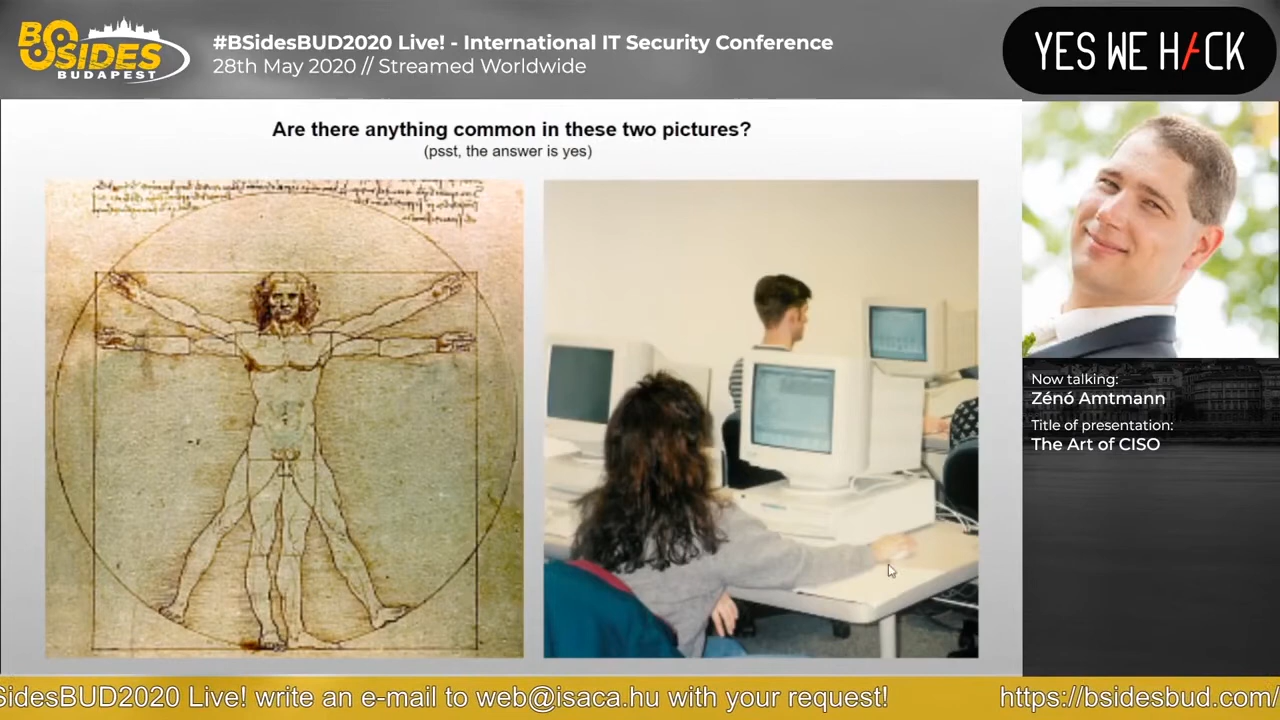 BSIDES
BUDAPEST
#BSidesBUD2020 Live! - International IT Security Conference
28th May 2020 // Streamed Worldwide
YES WE H/CK
Are there anything common in these two pictures?
(psst, the answer is yes)
Now talking:
Zénó Amtmann
Title of presentation:
The Art of CISO
SidesBUD2020 Live! write an e-mail to web@isaca.hu with your request!
https://bsidesbud.com/